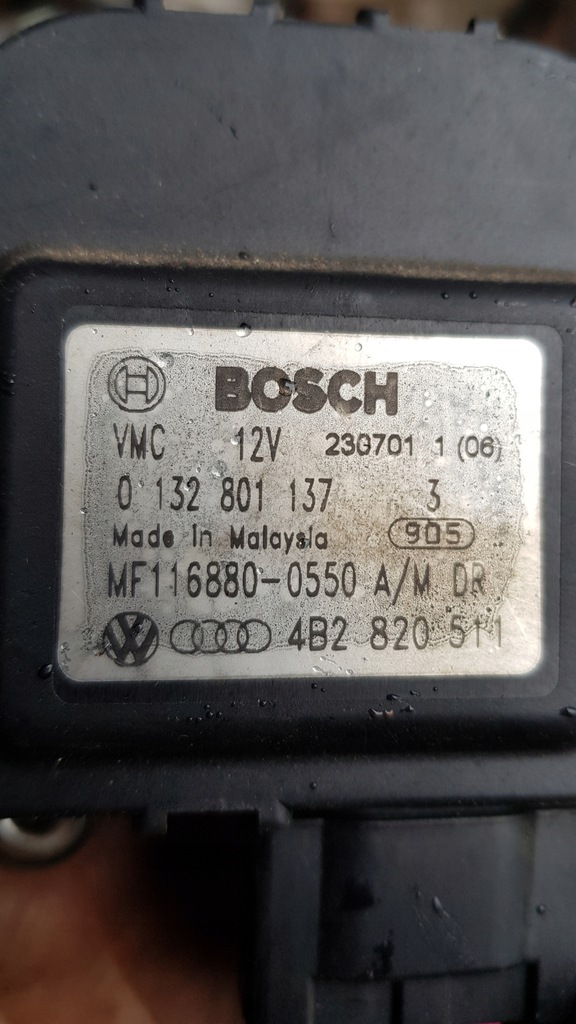 BOSCH
VMC 12V 230701 1 (06)
0 132 801 137 3
Made in Malaysia 905
MF116880-0550 A/M DR
4B2 820 511